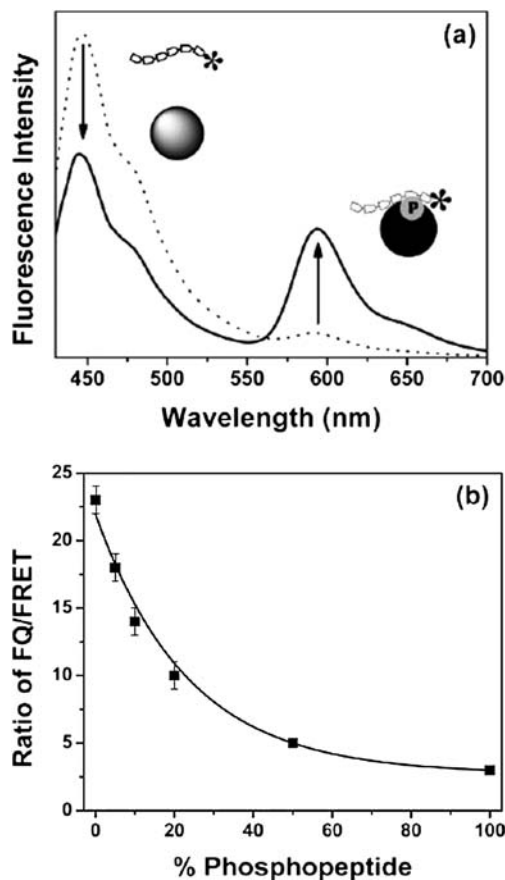 (a)
Fluorescence Intensity
P
450 500 550 600 650 700
Wavelength (nm)
(b)
Ratio of FQ/FRET
25
20
15
10
5
0
0 20 40 60 80 100
% Phosphopeptide